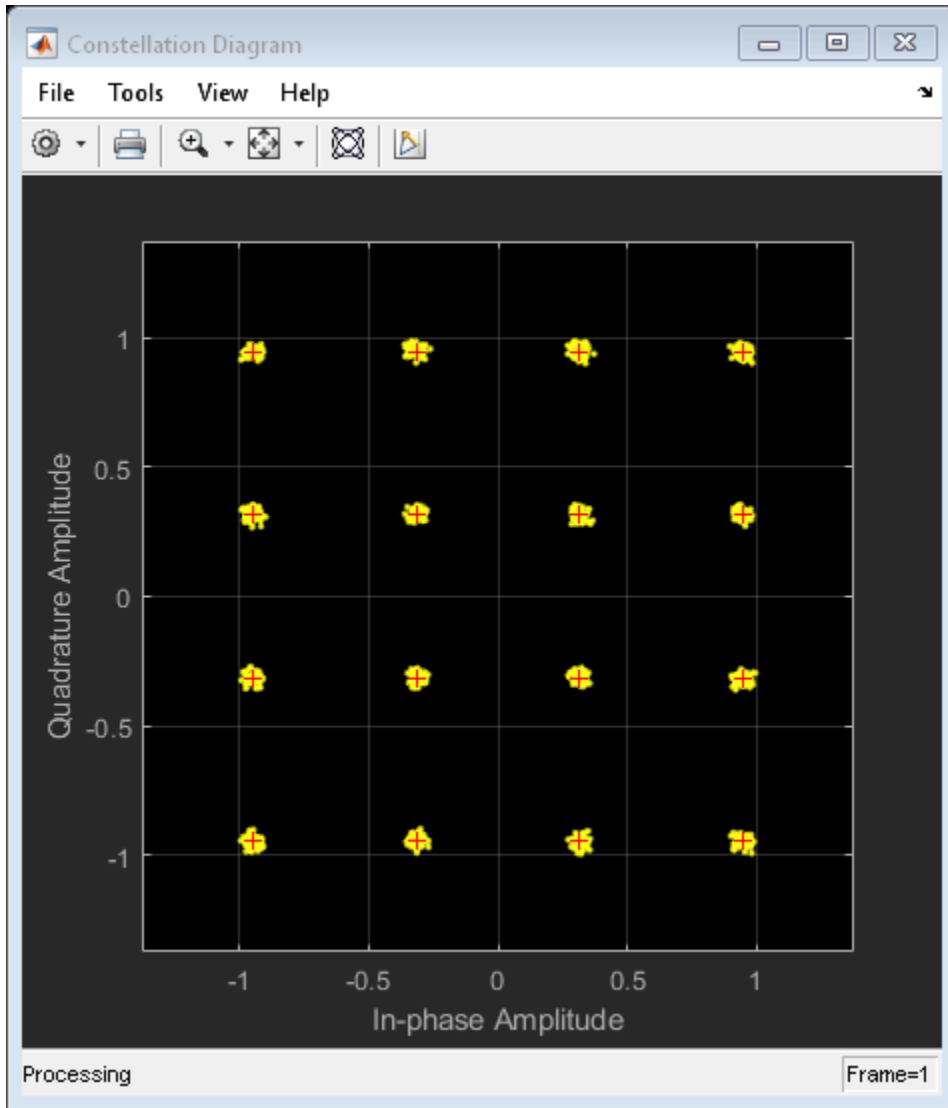 Constellation Diagram
File Tools View Help
1
0.5
0
-0.5
-1
Quadrature Amplitude
-1 -0.5 0 0.5 1
In-phase Amplitude
Processing Frame=1